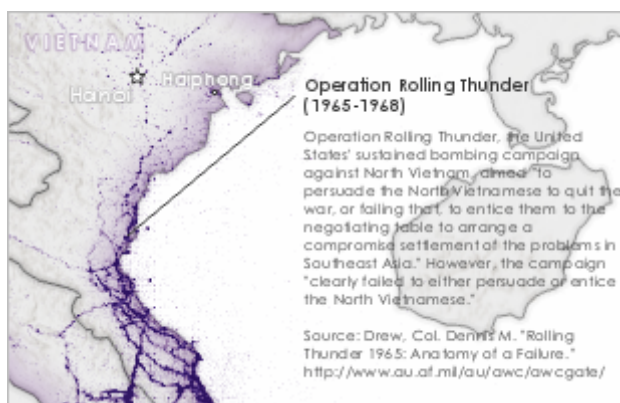 VIETNAM
Haiphong
Hanoi
Operation Rolling Thunder
(1965-1968)
Operation Rolling Thunder, the United
States' sustained bombing campaign
against North Vietnam, aimed "to
persuade the North Vietnamese to quit the
war, or failing that, to entice them to the
negotiating table to arrange a
compromise settlement of the problems in
Southeast Asia." However, the campaign
"clearly failed to either persuade or entice
the North Vietnamese."
Source: Drew, Col. Dennis M. "Rolling
Thunder 1965: Anatomy of a Failure."
http://www.au.af.mil/au/awc/awcgate/